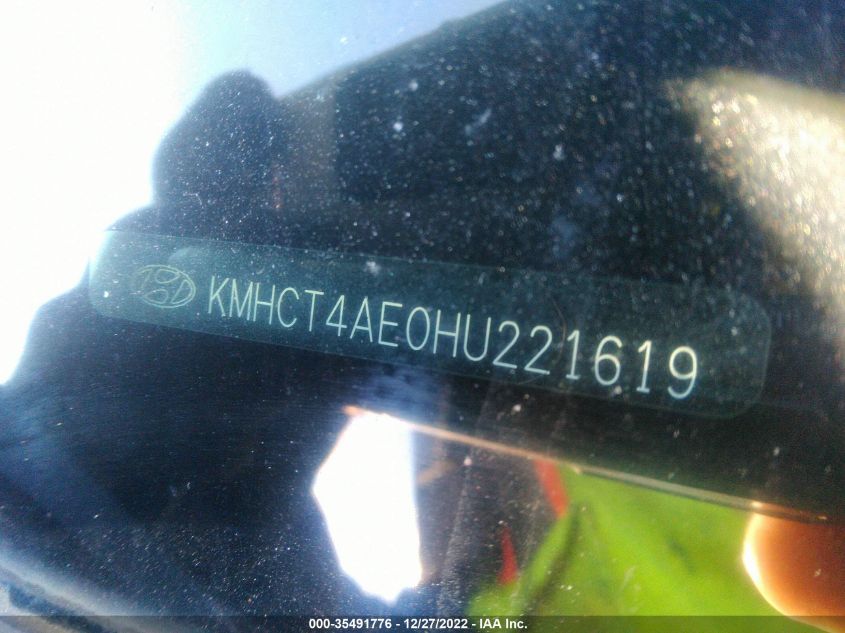 KMHCT4AE0HU221619
000-35491776 - 12/27/2022 - IAA Inc.